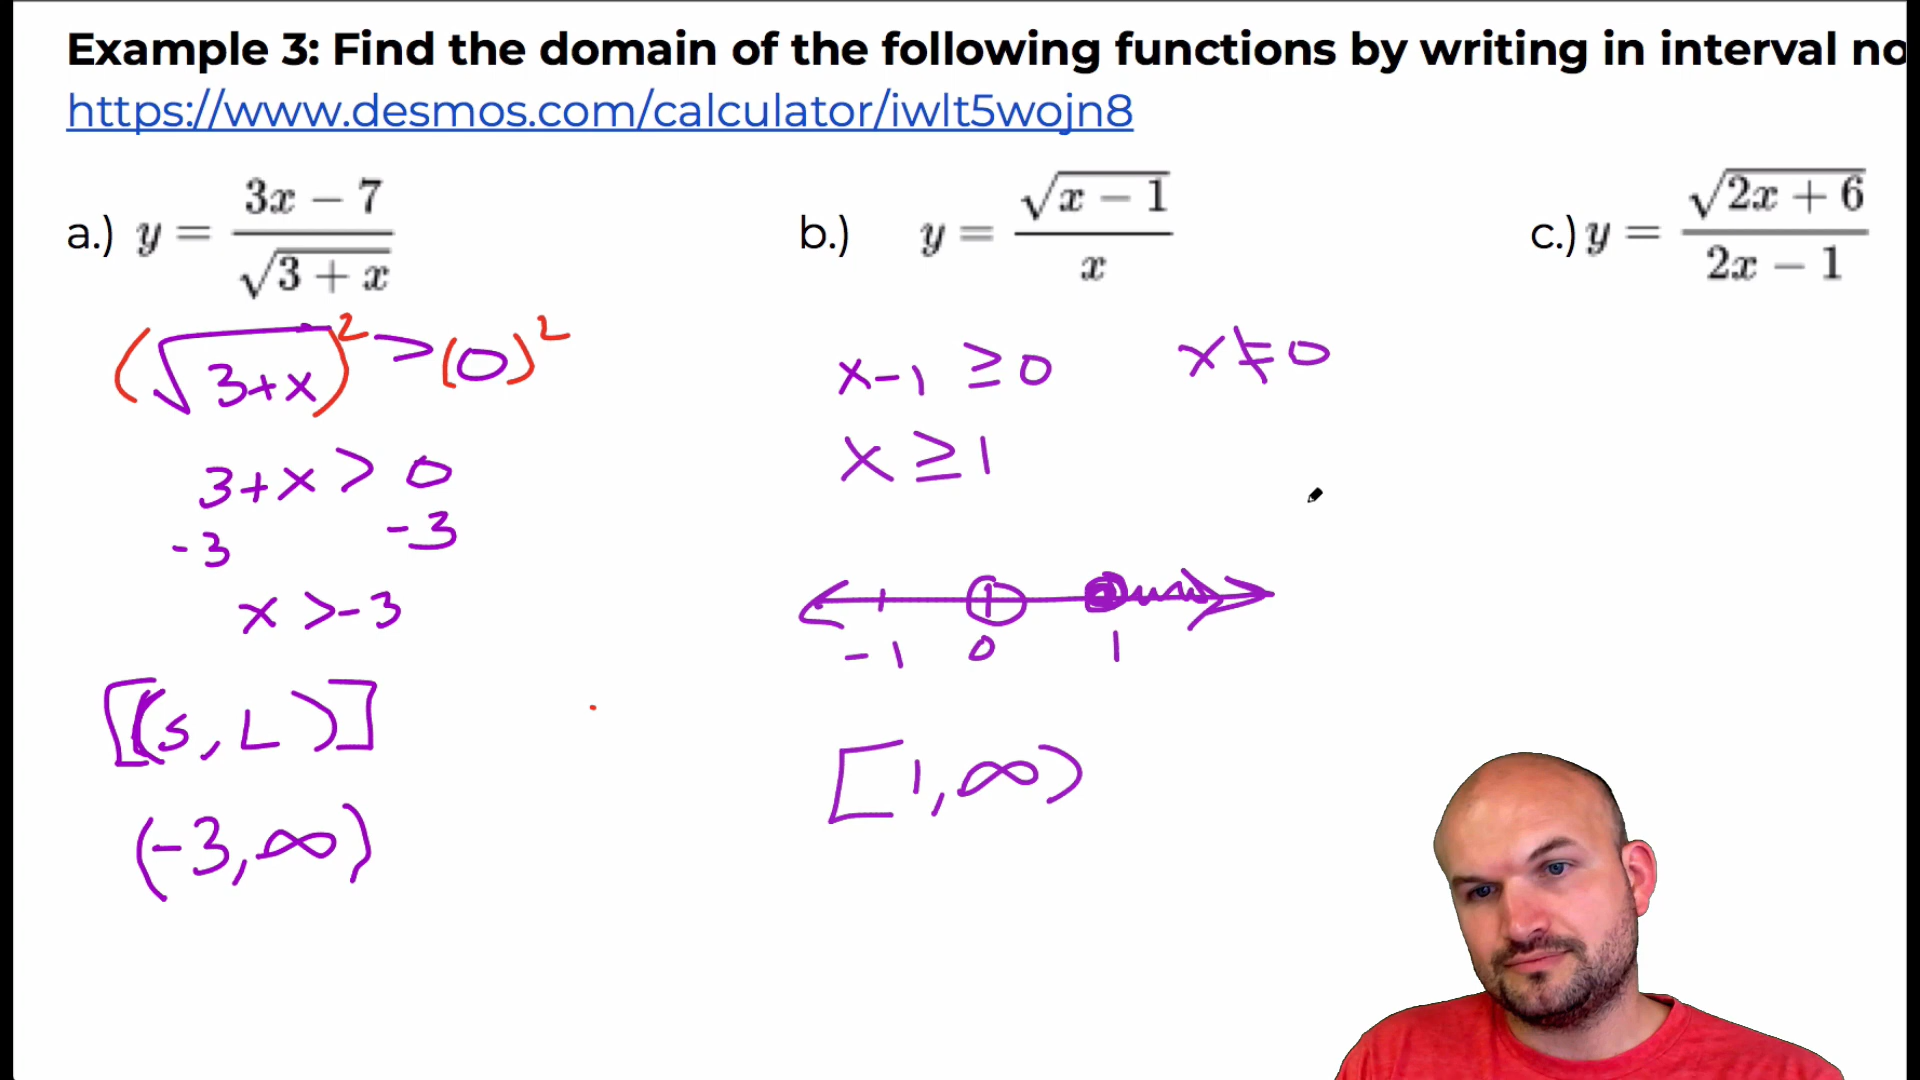 Example 3: Find the domain of the following functions by writing in interval no
https://www.desmos.com/calculator/iwlt5wojn8
a.) y = (3x − 7)/√(3 + x)
(√3+x)² > (0)²
3+x > 0
-3 -3
x > -3
[(S, L)]
(-3, ∞)
b.) y = √(x − 1)/x
x-1 ≥ 0 x ≠ 0
x ≥ 1
-1 0 1
[1, ∞)
c.) y = √(2x + 6)/(2x − 1)